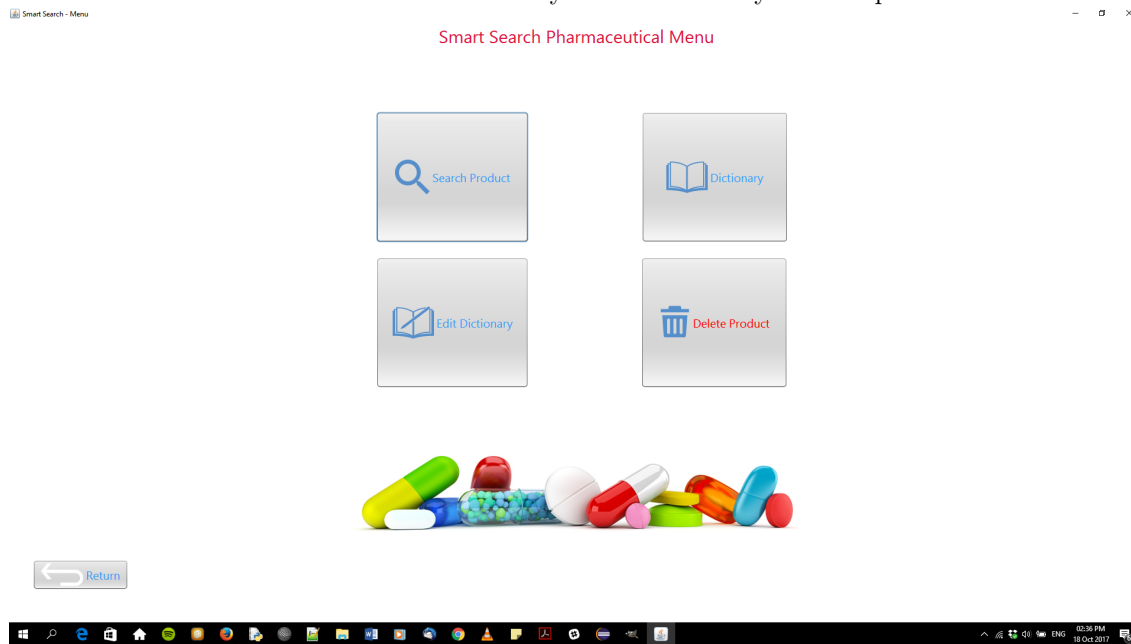 Smart Search - Menu
Smart Search Pharmaceutical Menu
Search Product
Dictionary
Edit Dictionary
Delete Product
Return
ENG
02:36 PM
18 Oct 2017